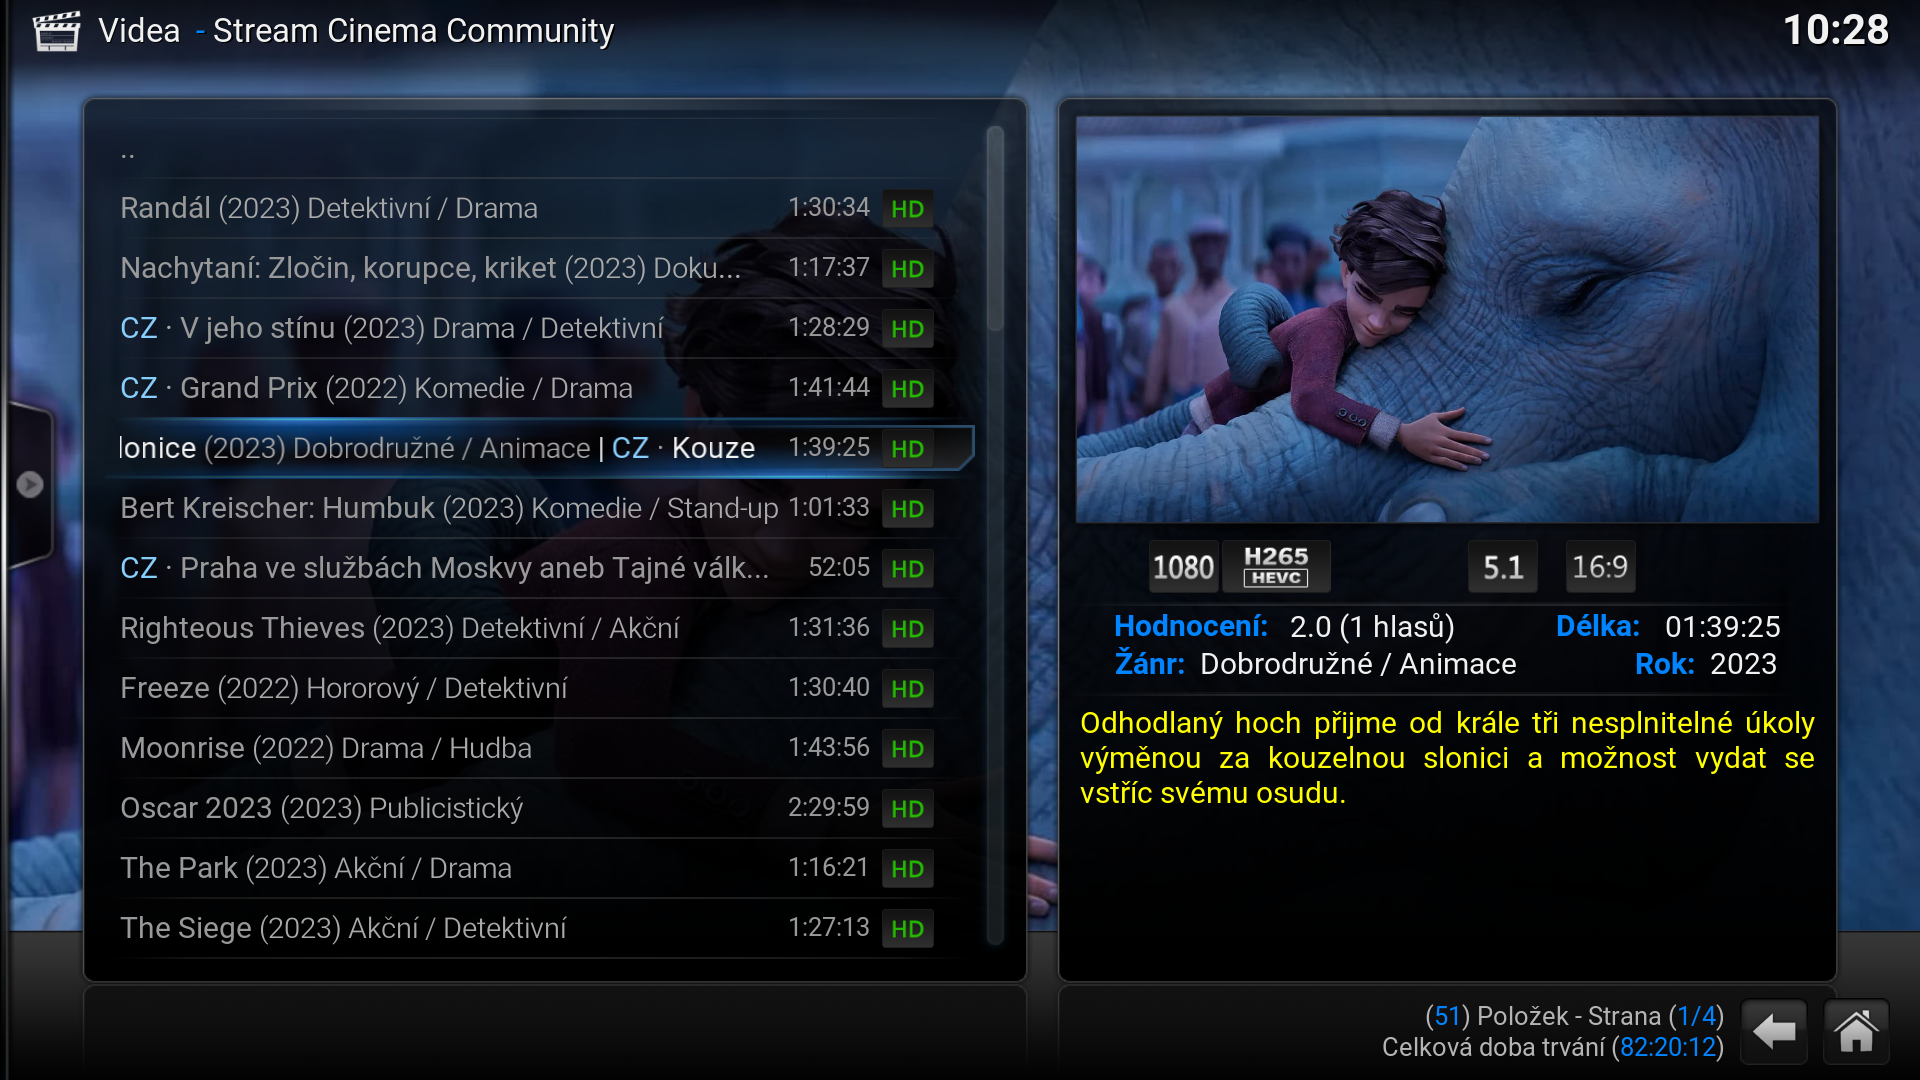 Videa - Stream Cinema Community
10:28
..
Randál (2023) Detektivní / Drama 1:30:34 HD
Nachytaní: Zločin, korupce, kriket (2023) Doku... 1:17:37 HD
CZ · V jeho stínu (2023) Drama / Detektivní 1:28:29 HD
CZ · Grand Prix (2022) Komedie / Drama 1:41:44 HD
lonice (2023) Dobrodružné / Animace | CZ · Kouze 1:39:25 HD
Bert Kreischer: Humbuk (2023) Komedie / Stand-up 1:01:33 HD
CZ · Praha ve službách Moskvy aneb Tajné válk... 52:05 HD
Righteous Thieves (2023) Detektivní / Akční 1:31:36 HD
Freeze (2022) Hororový / Detektivní 1:30:40 HD
Moonrise (2022) Drama / Hudba 1:43:56 HD
Oscar 2023 (2023) Publicistický 2:29:59 HD
The Park (2023) Akční / Drama 1:16:21 HD
The Siege (2023) Akční / Detektivní 1:27:13 HD
1080 H265 HEVC 5.1 16:9
Hodnocení: 2.0 (1 hlasů) Délka: 01:39:25
Žánr: Dobrodružné / Animace Rok: 2023
Odhodlaný hoch přijme od krále tři nesplnitelné úkoly
výměnou za kouzelnou slonici a možnost vydat se
vstříc svému osudu.
(51) Položek - Strana (1/4)
Celková doba trvání (82:20:12)